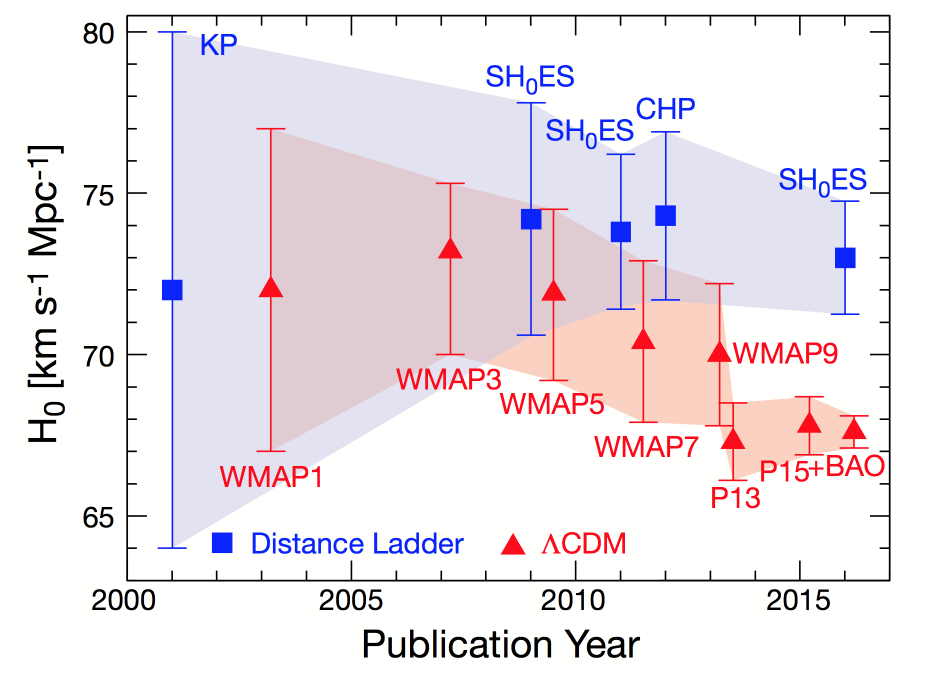 80
75
70
65
H₀ [km s⁻¹ Mpc⁻¹]
KP
SH₀ES
SH₀ES
CHP
SH₀ES
WMAP1
WMAP3
WMAP5
WMAP7
WMAP9
P13
P15+BAO
Distance Ladder
ΛCDM
2000
2005
2010
2015
Publication Year